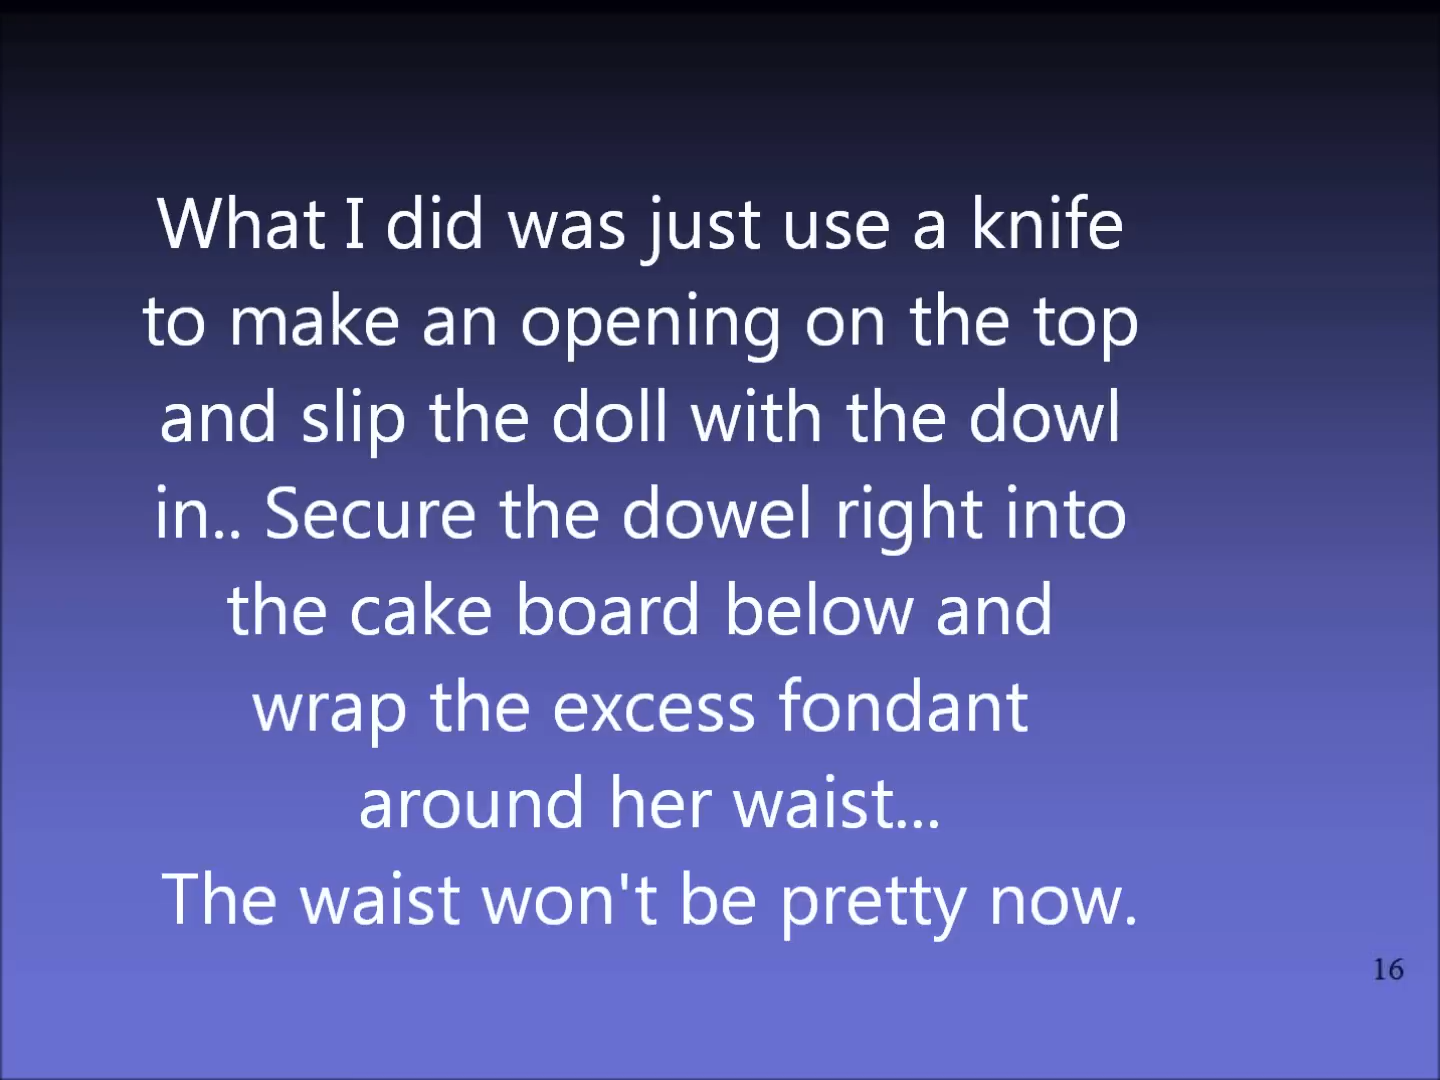 What I did was just use a knife
to make an opening on the top
and slip the doll with the dowl
in.. Secure the dowel right into
the cake board below and
wrap the excess fondant
around her waist...
The waist won't be pretty now.
16